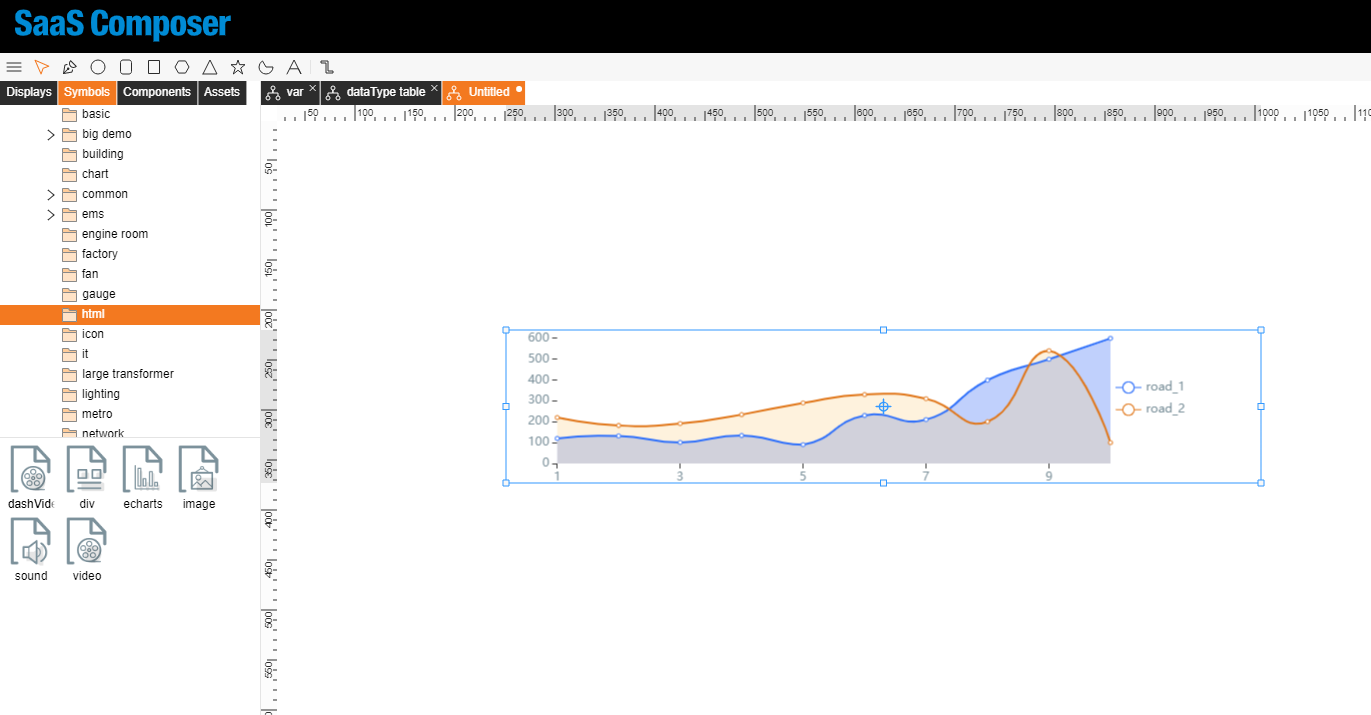 SaaS Composer
Displays Symbols Components Assets
var dataType table Untitled
50 100 150 200 250 300 350 400 450 500 550 600 650 700 750 800 850 900 950 1000 1050
basic
big demo
building
chart
common
ems
engine room
factory
fan
gauge
html
icon
it
large transformer
lighting
metro
network
dashVid
div
echarts
image
sound
video
50
100
150
200
250
300
350
400
450
500
550
600
500
400
300
200
100
0
1 3 5 7 9
road_1
road_2